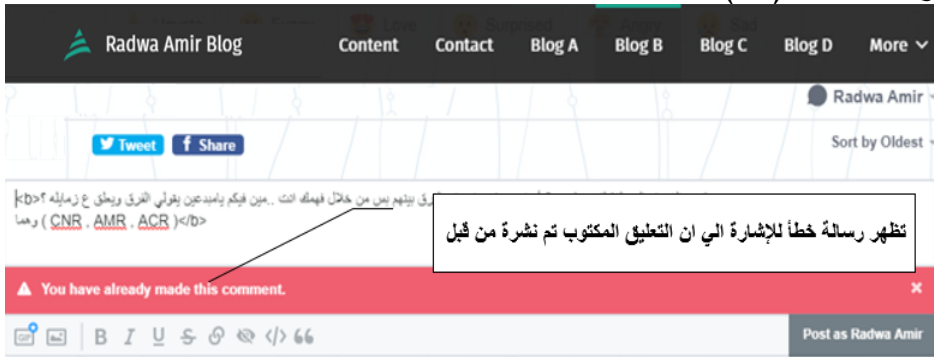 Radwa Amir Blog Content Contact Blog A Blog B Blog C Blog D More
Radwa Amir
Tweet Share Sort by Oldest
<b>بينهم بس من خلال فهمك انت ..مين فيكم يامبدعين يقولي الفرق ويعلق ع زمايله ؟
وهما ( CNR , AMR , ACR )</b>
تظهر رسالة خطأ للإشارة الي ان التعليق المكتوب تم نشرة من قبل
You have already made this comment.
GIF B I U S </> Post as Radwa Amir